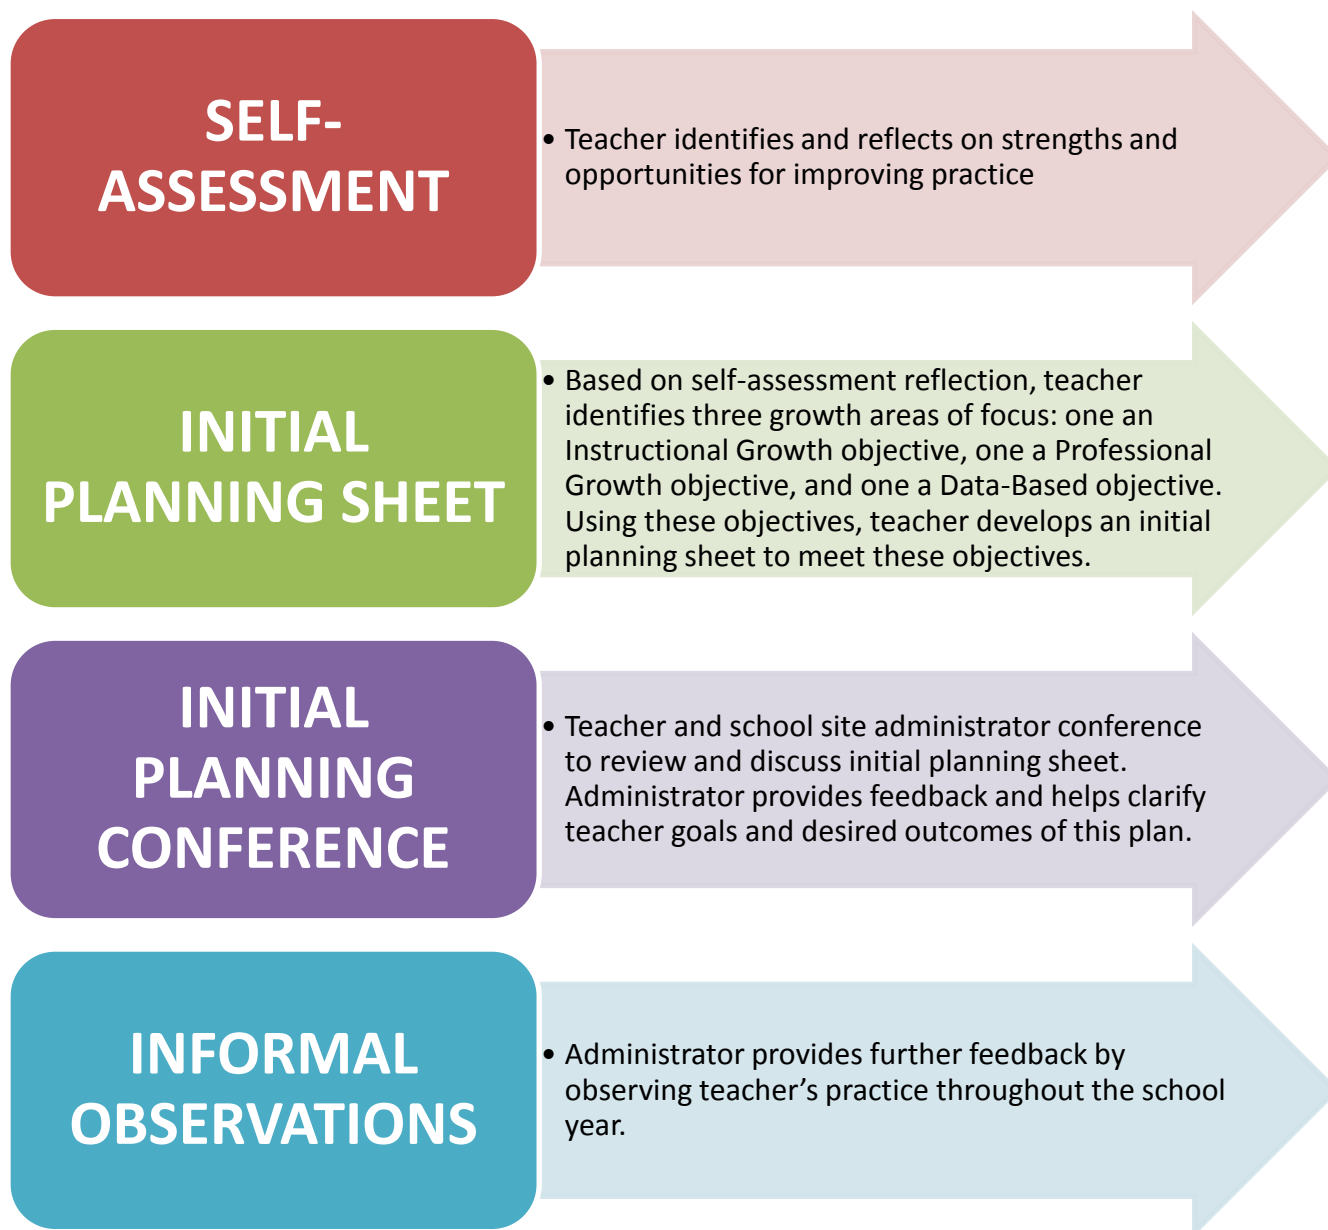 SELF-
ASSESSMENT
• Teacher identifies and reflects on strengths and
opportunities for improving practice
INITIAL
PLANNING SHEET
• Based on self-assessment reflection, teacher
identifies three growth areas of focus: one an
Instructional Growth objective, one a Professional
Growth objective, and one a Data-Based objective.
Using these objectives, teacher develops an initial
planning sheet to meet these objectives.
INITIAL
PLANNING
CONFERENCE
• Teacher and school site administrator conference
to review and discuss initial planning sheet.
Administrator provides feedback and helps clarify
teacher goals and desired outcomes of this plan.
INFORMAL
OBSERVATIONS
• Administrator provides further feedback by
observing teacher’s practice throughout the school
year.